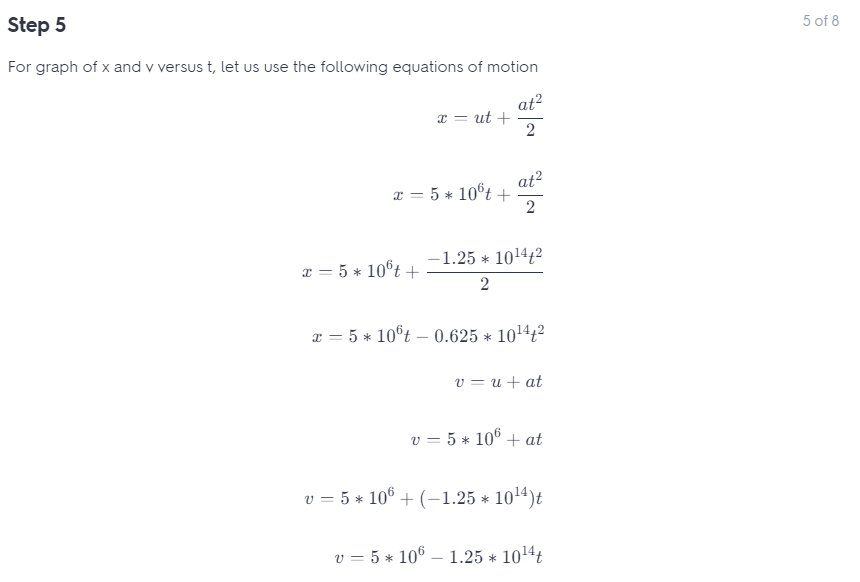 Step 5
5 of 8
For graph of x and v versus t, let us use the following equations of motion
x = ut + at²/2
x = 5 * 10⁶t + at²/2
x = 5 * 10⁶t + −1.25 * 10¹⁴t²/2
x = 5 * 10⁶t − 0.625 * 10¹⁴t²
v = u + at
v = 5 * 10⁶ + at
v = 5 * 10⁶ + (−1.25 * 10¹⁴)t
v = 5 * 10⁶ − 1.25 * 10¹⁴t